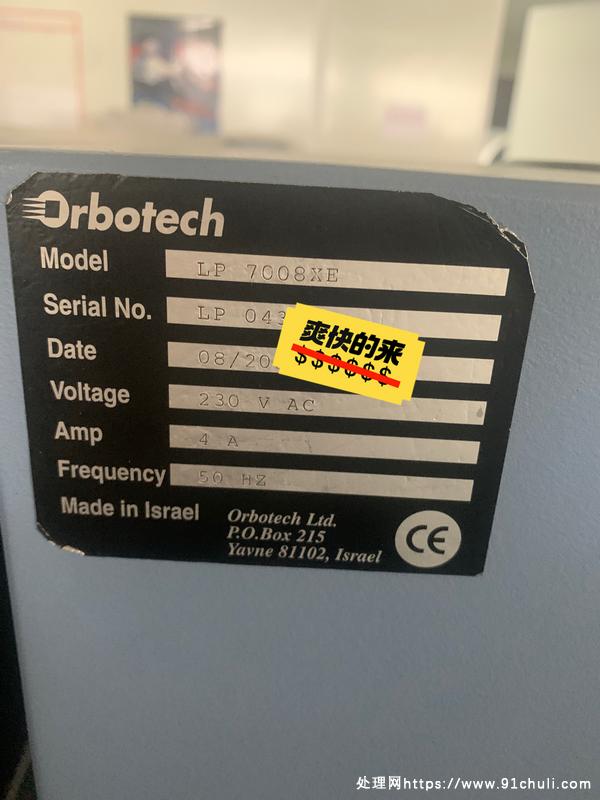 Orbotech
Model LP 7008XE
Serial No. LP 043
Date 08/20
爽快的来
$$$$$$
Voltage 230 V AC
Amp 4 A
Frequency 50 HZ
Made in Israel
Orbotech Ltd.
P.O.Box 215
Yavne 81102, Israel
CE
处理网https://www.91chuli.com